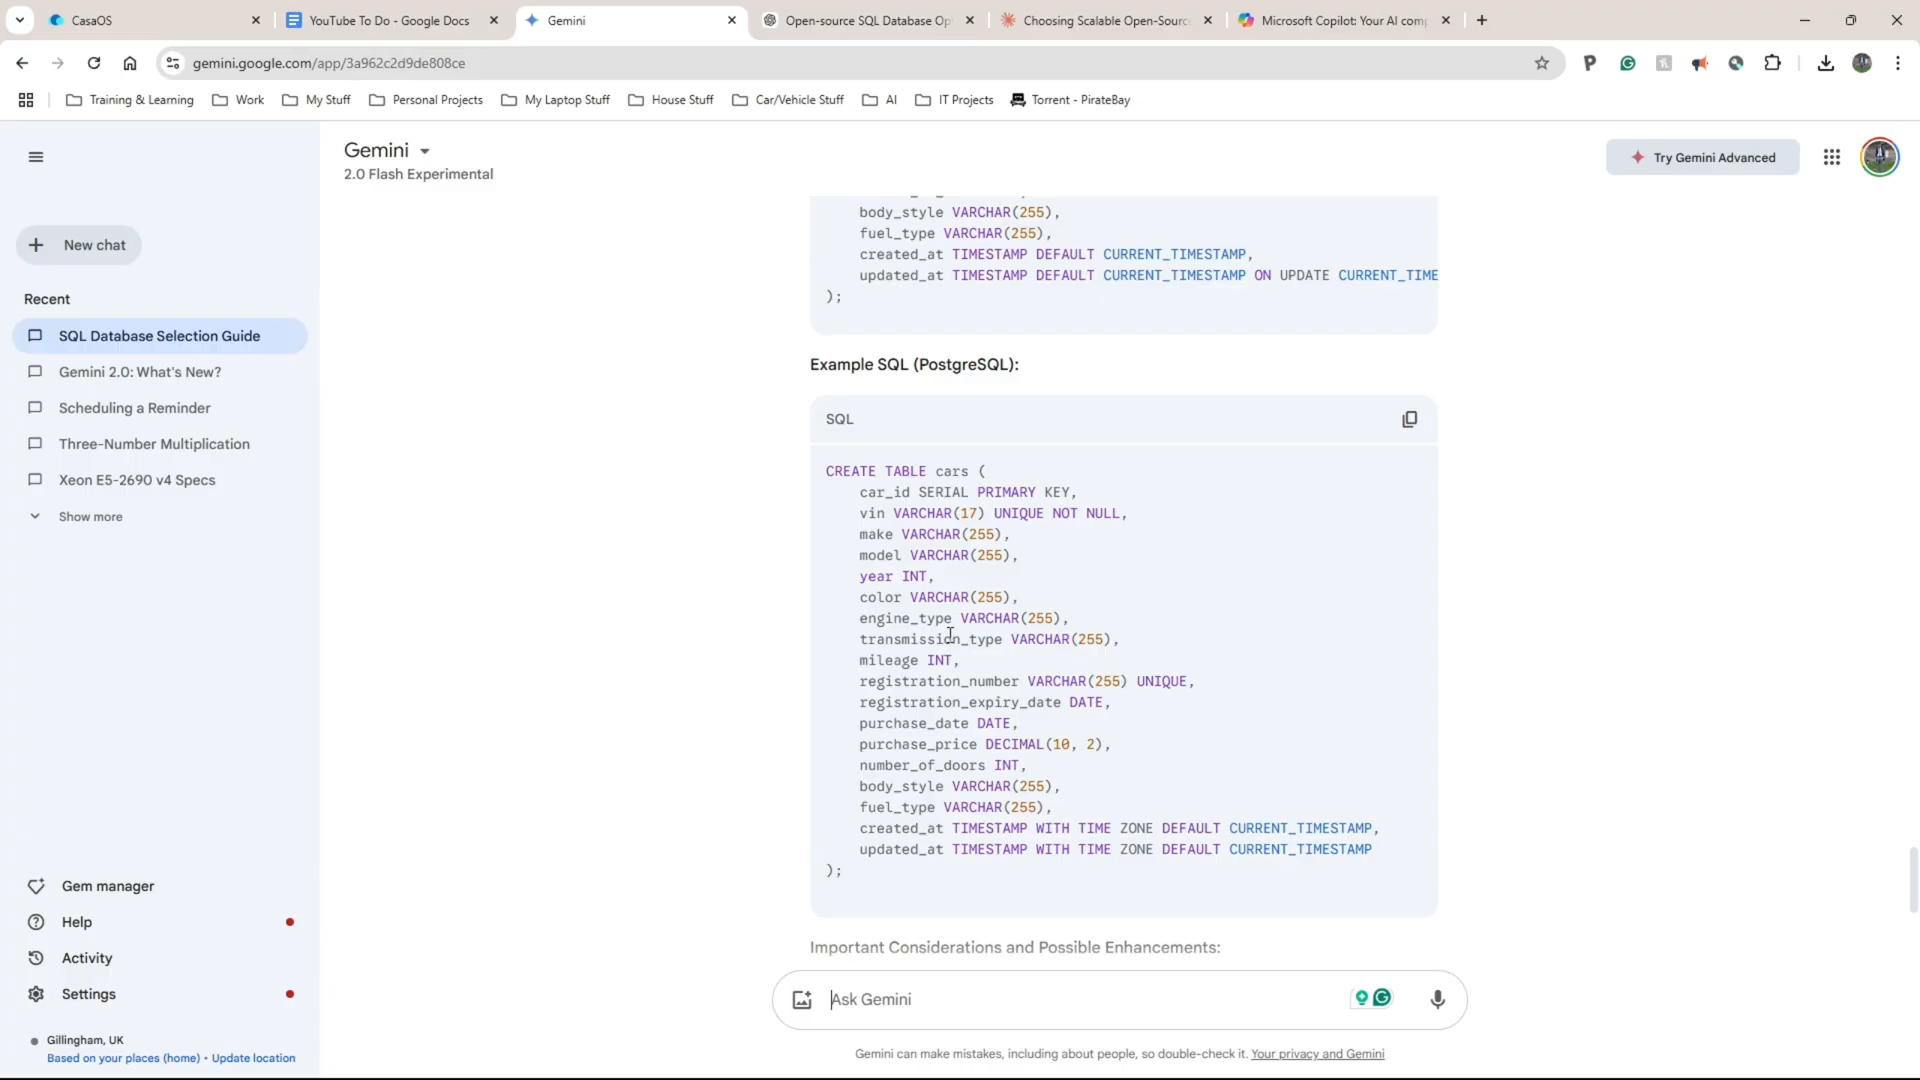 CasaOS
YouTube To Do - Google Docs
Gemini
Open-source SQL Database Op
Choosing Scalable Open-Sourc
Microsoft Copilot: Your AI com
gemini.google.com/app/3a962c2d9de808ce
Training & Learning
Work
My Stuff
Personal Projects
My Laptop Stuff
House Stuff
Car/Vehicle Stuff
AI
IT Projects
Torrent - PirateBay
Gemini
2.0 Flash Experimental
Try Gemini Advanced
New chat
Recent
SQL Database Selection Guide
Gemini 2.0: What's New?
Scheduling a Reminder
Three-Number Multiplication
Xeon E5-2690 v4 Specs
Show more
Gem manager
Help
Activity
Settings
Gillingham, UK
Based on your places (home) • Update location
body_style VARCHAR(255),
fuel_type VARCHAR(255),
created_at TIMESTAMP DEFAULT CURRENT_TIMESTAMP,
updated_at TIMESTAMP DEFAULT CURRENT_TIMESTAMP ON UPDATE CURRENT_TIME
);
Example SQL (PostgreSQL):
SQL
CREATE TABLE cars (
car_id SERIAL PRIMARY KEY,
vin VARCHAR(17) UNIQUE NOT NULL,
make VARCHAR(255),
model VARCHAR(255),
year INT,
color VARCHAR(255),
engine_type VARCHAR(255),
transmission_type VARCHAR(255),
mileage INT,
registration_number VARCHAR(255) UNIQUE,
registration_expiry_date DATE,
purchase_date DATE,
purchase_price DECIMAL(10, 2),
number_of_doors INT,
body_style VARCHAR(255),
fuel_type VARCHAR(255),
created_at TIMESTAMP WITH TIME ZONE DEFAULT CURRENT_TIMESTAMP,
updated_at TIMESTAMP WITH TIME ZONE DEFAULT CURRENT_TIMESTAMP
);
Important Considerations and Possible Enhancements:
Ask Gemini
Gemini can make mistakes, including about people, so double-check it. Your privacy and Gemini